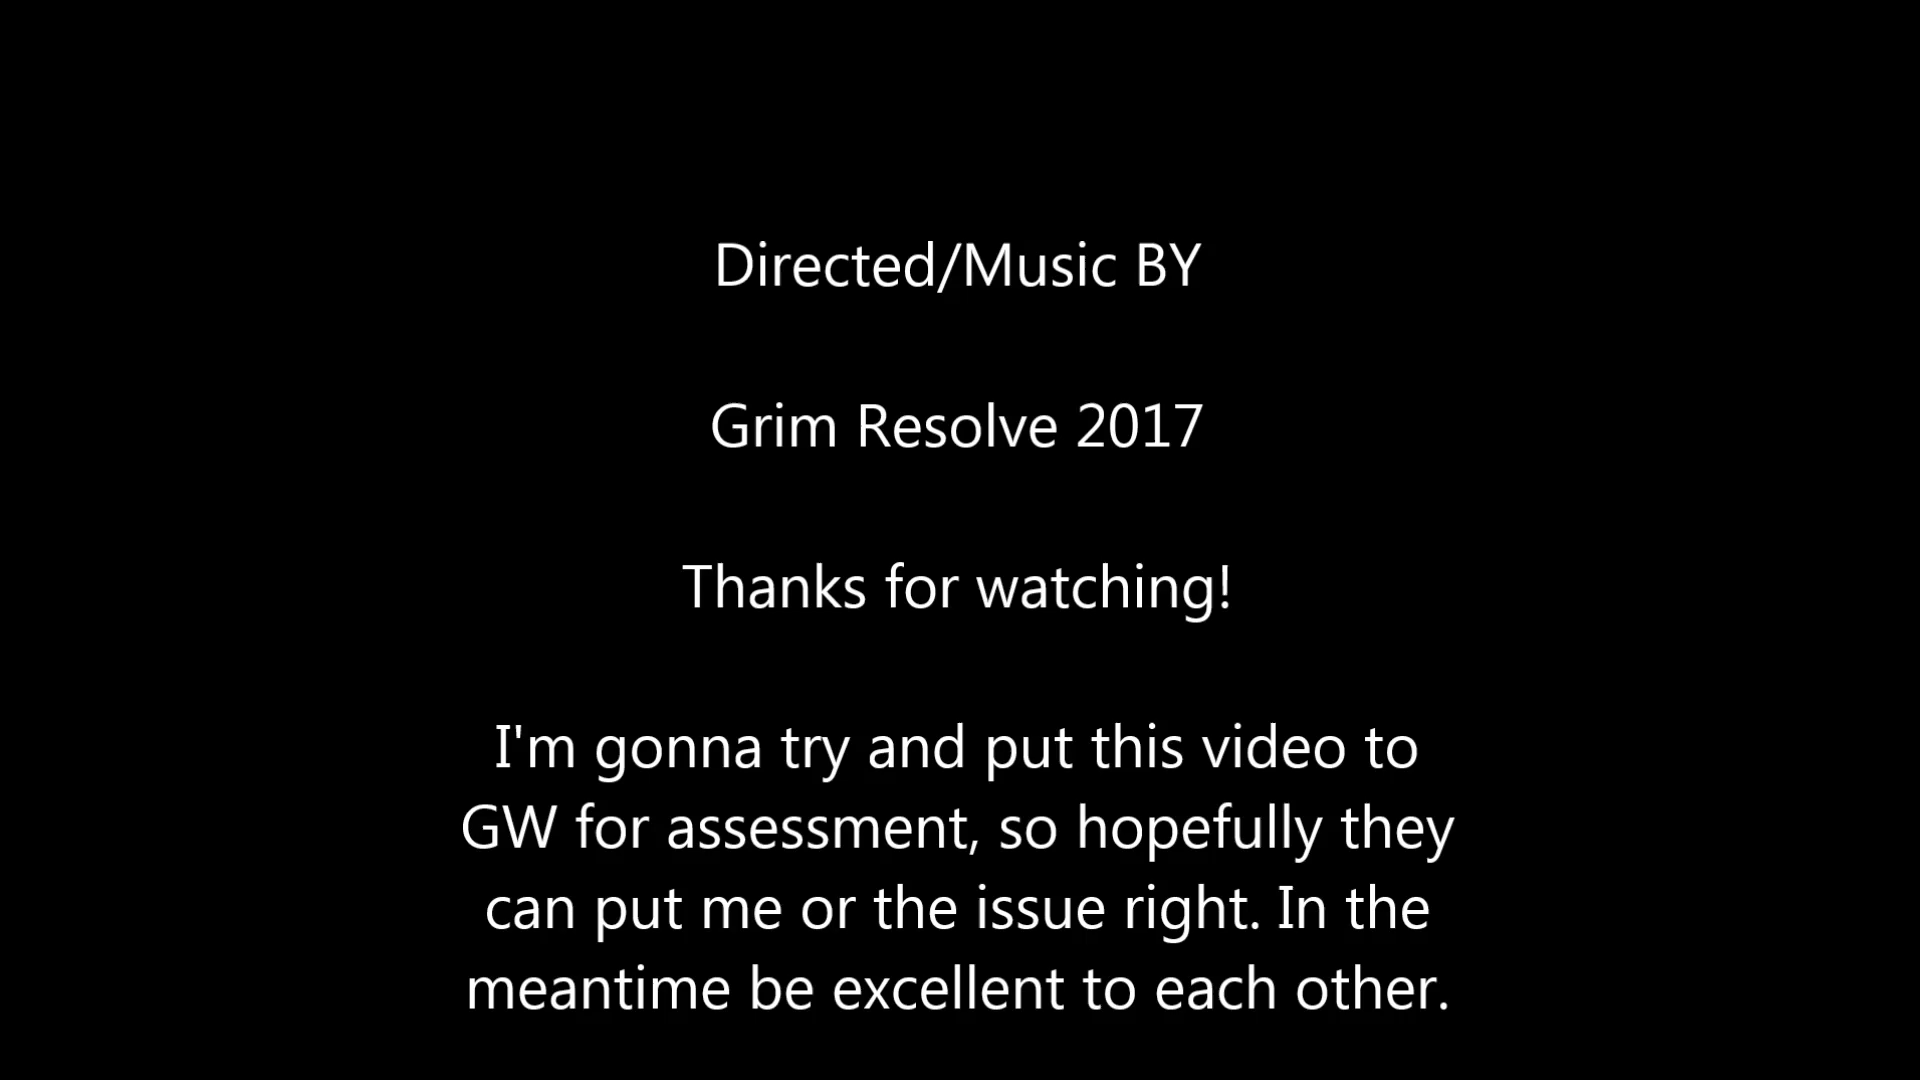 Directed/Music BY
Grim Resolve 2017
Thanks for watching!
I'm gonna try and put this video to
GW for assessment, so hopefully they
can put me or the issue right. In the
meantime be excellent to each other.